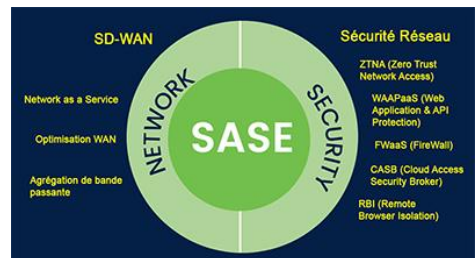 SD-WAN
Network as a Service
Optimisation WAN
Agrégation de bande
passante
NETWORK
SASE
SECURITY
Sécurité Réseau
ZTNA (Zero Trust
Network Access)
WAAPaaS (Web
Application & API
Protection)
FWaaS (FireWall)
CASB (Cloud Access
Security Broker)
RBI (Remote
Browser Isolation)